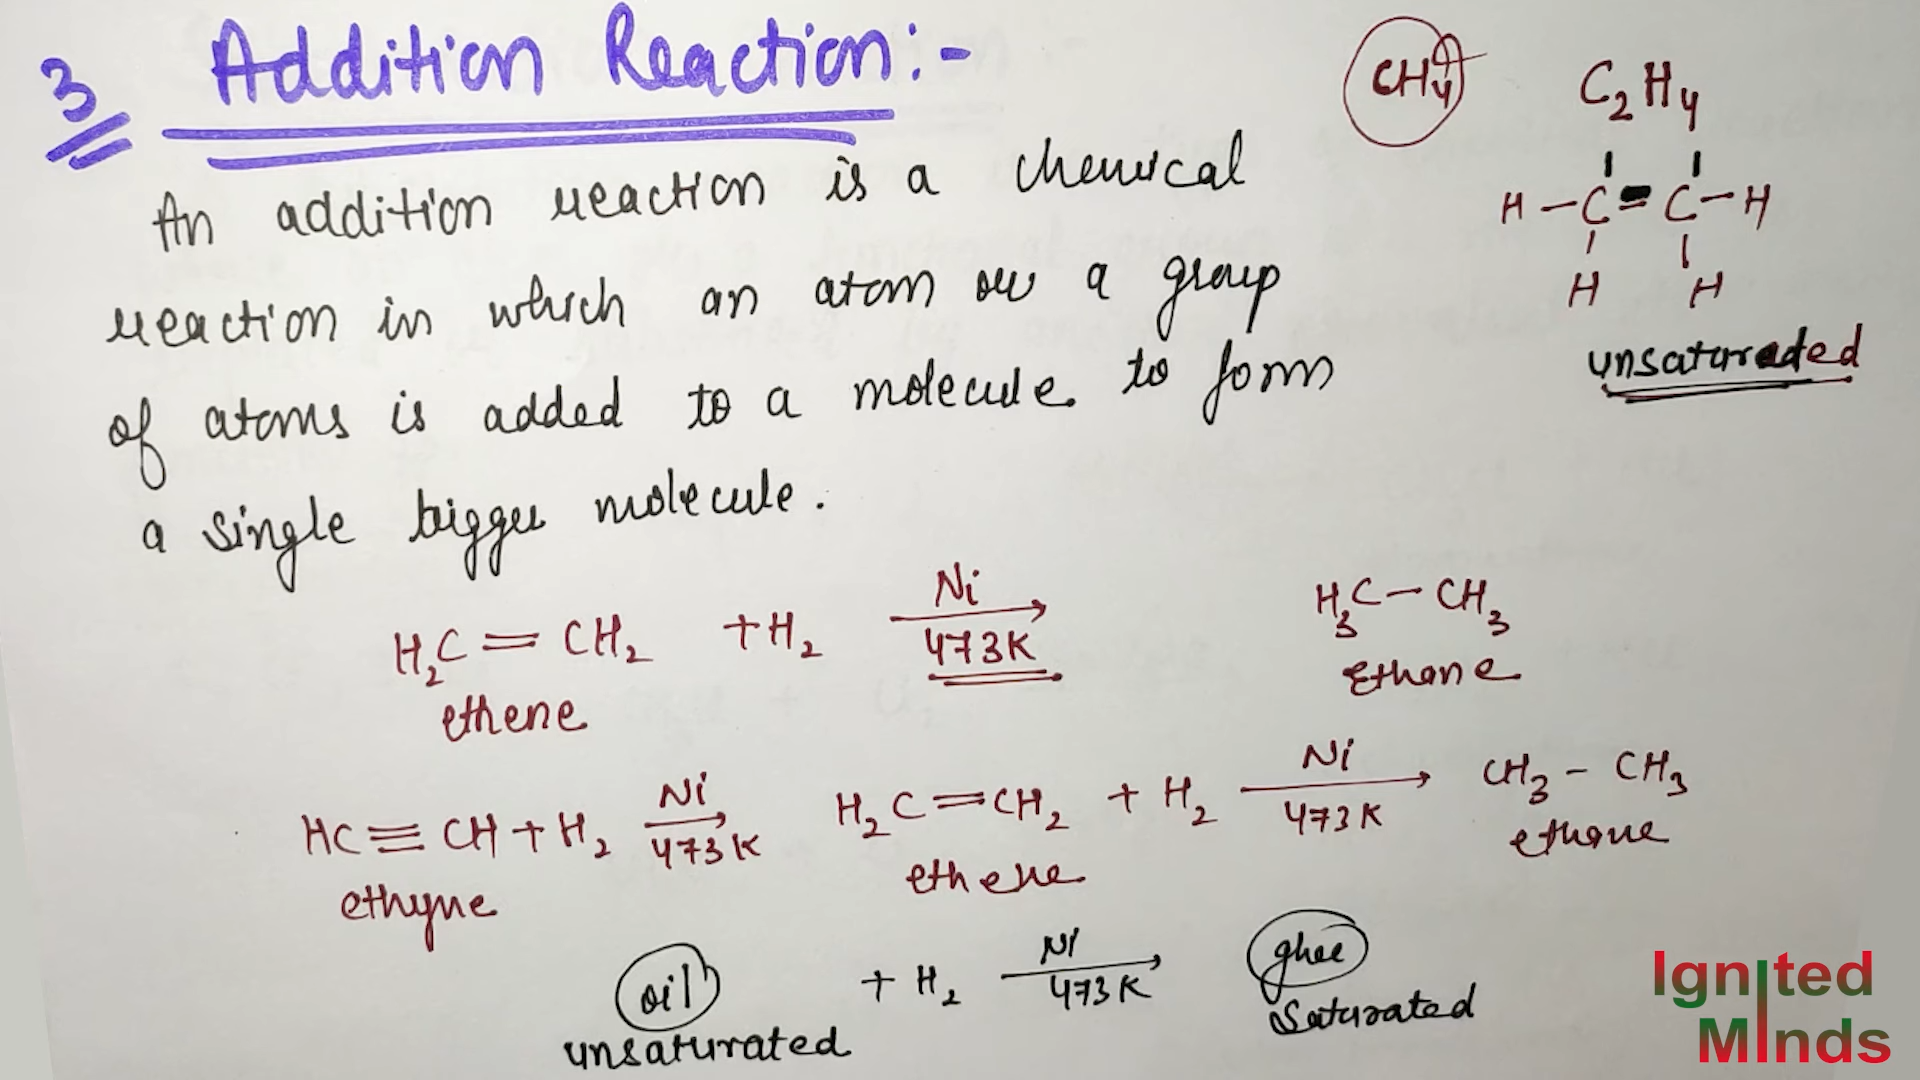 3 Addition Reaction:-
An addition reaction is a chemical
reaction in which an atom or a group
of atoms is added to a molecule to form
a single bigger molecule.
CH4
C2H4
H-C=C-H
H H
unsaturated
H2C=CH2 +H2 Ni 473K H3C-CH3
ethene Ethane
HC≡CH+H2 Ni 473K H2C=CH2 + H2 Ni 473K CH3-CH3
ethyne ethene ethane
oil + H2 Ni 473K ghee
unsaturated saturated
Ignited
Minds